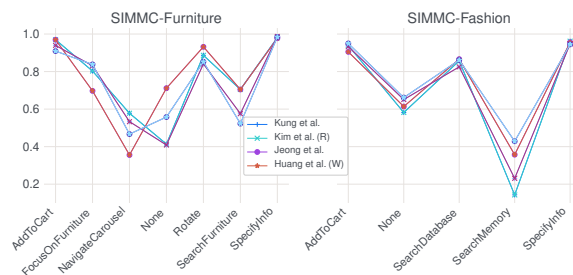 SIMMC-Furniture
SIMMC-Fashion
1.0
0.8
0.6
0.4
0.2
Kung et al.
Kim et al. (R)
Jeong et al.
Huang et al. (W)
AddToCart
FocusOnFurniture
NavigateCarousel
None
Rotate
SearchFurniture
SpecifyInfo
AddToCart
None
SearchDatabase
SearchMemory
SpecifyInfo